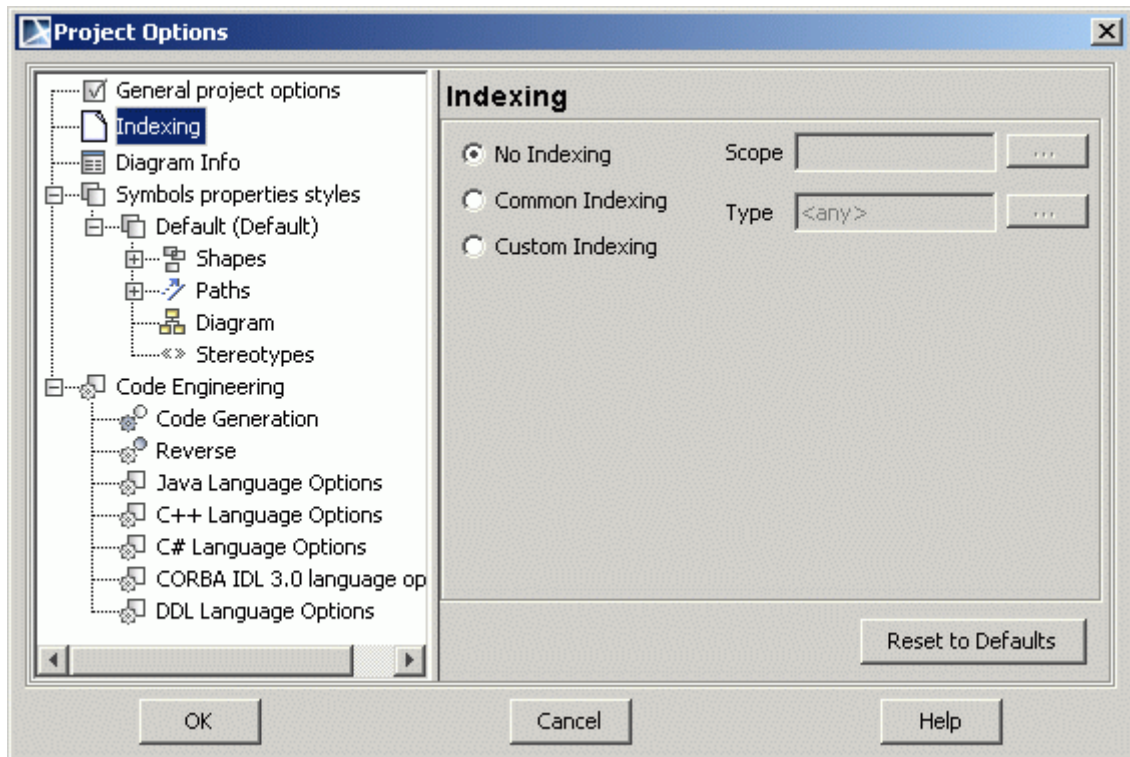 Project Options
General project options
Indexing
Diagram Info
Symbols properties styles
Default (Default)
Shapes
Paths
Diagram
«» Stereotypes
Code Engineering
Code Generation
Reverse
Java Language Options
C++ Language Options
C# Language Options
CORBA IDL 3.0 language op
DDL Language Options
Indexing
No Indexing
Scope ...
Common Indexing
Type <any> ...
Custom Indexing
Reset to Defaults
OK Cancel Help